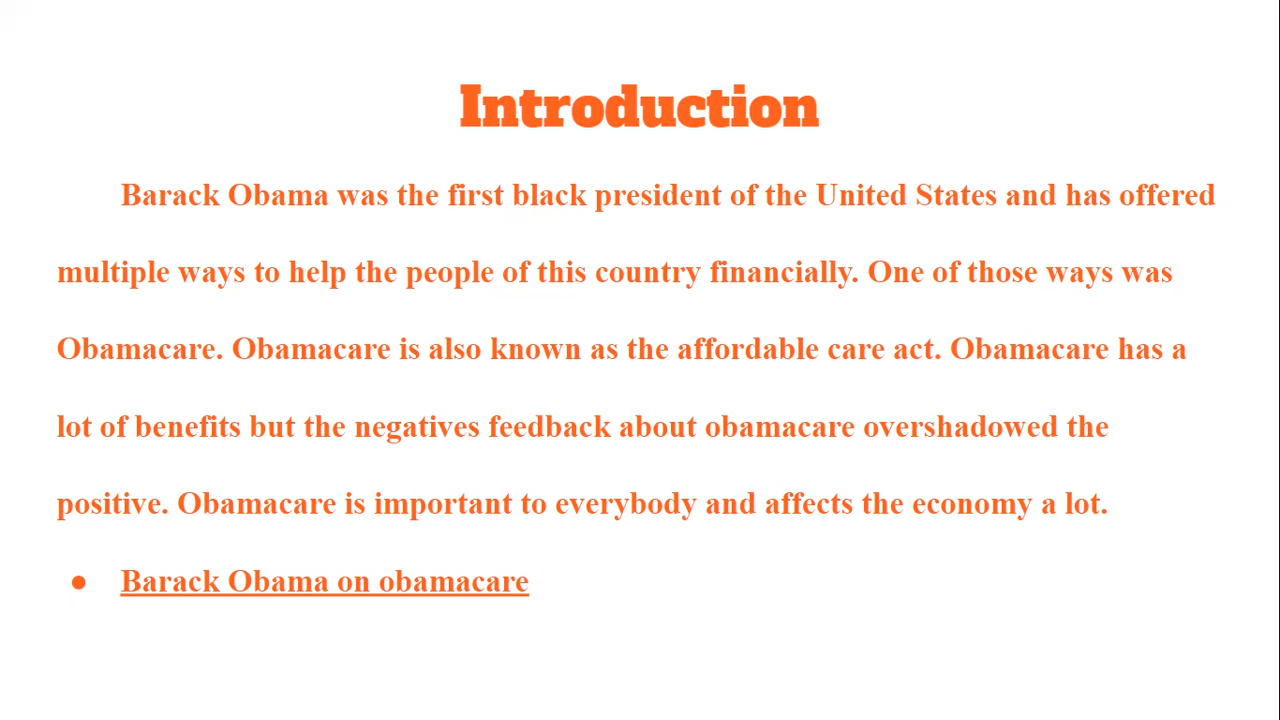 Introduction
Barack Obama was the first black president of the United States and has offered
multiple ways to help the people of this country financially. One of those ways was
Obamacare. Obamacare is also known as the affordable care act. Obamacare has a
lot of benefits but the negatives feedback about obamacare overshadowed the
positive. Obamacare is important to everybody and affects the economy a lot.
● Barack Obama on obamacare